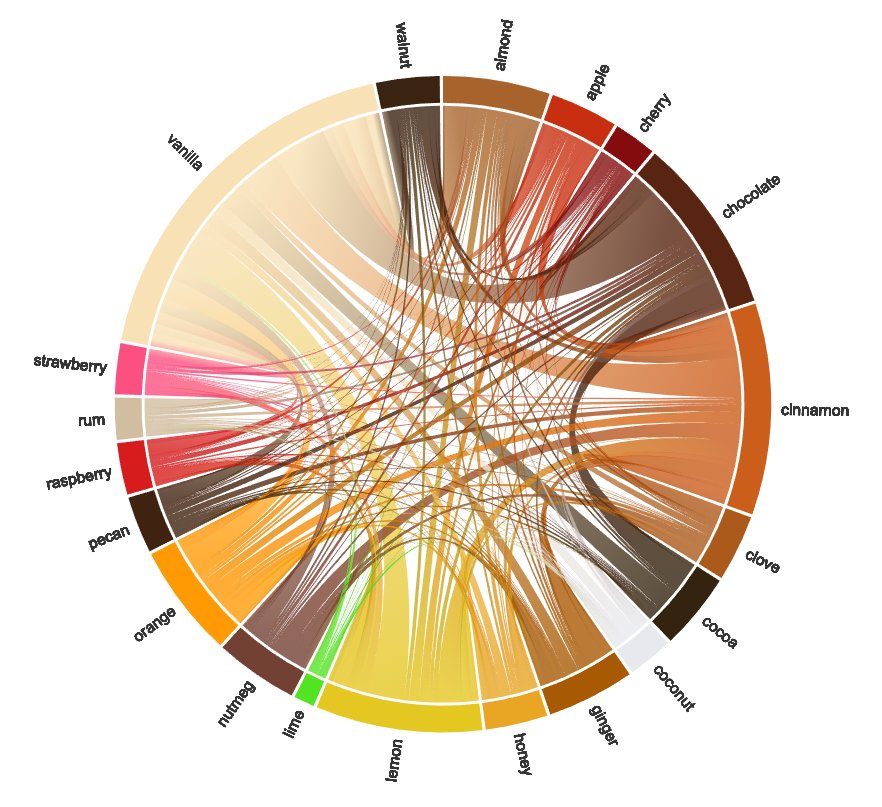 walnut
almond
apple
cherry
chocolate
cinnamon
clove
cocoa
coconut
ginger
honey
lemon
lime
nutmeg
orange
pecan
raspberry
rum
strawberry
vanilla